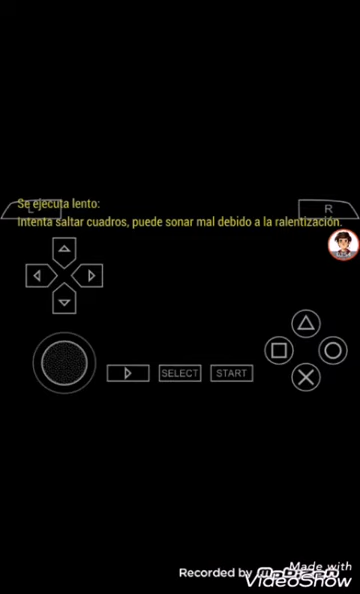 Se ejecuta lento:
L
R
Intenta saltar cuadros, puede sonar mal debido a la ralentización.
SELECT
START
Made with
Recorded by
VideoShow